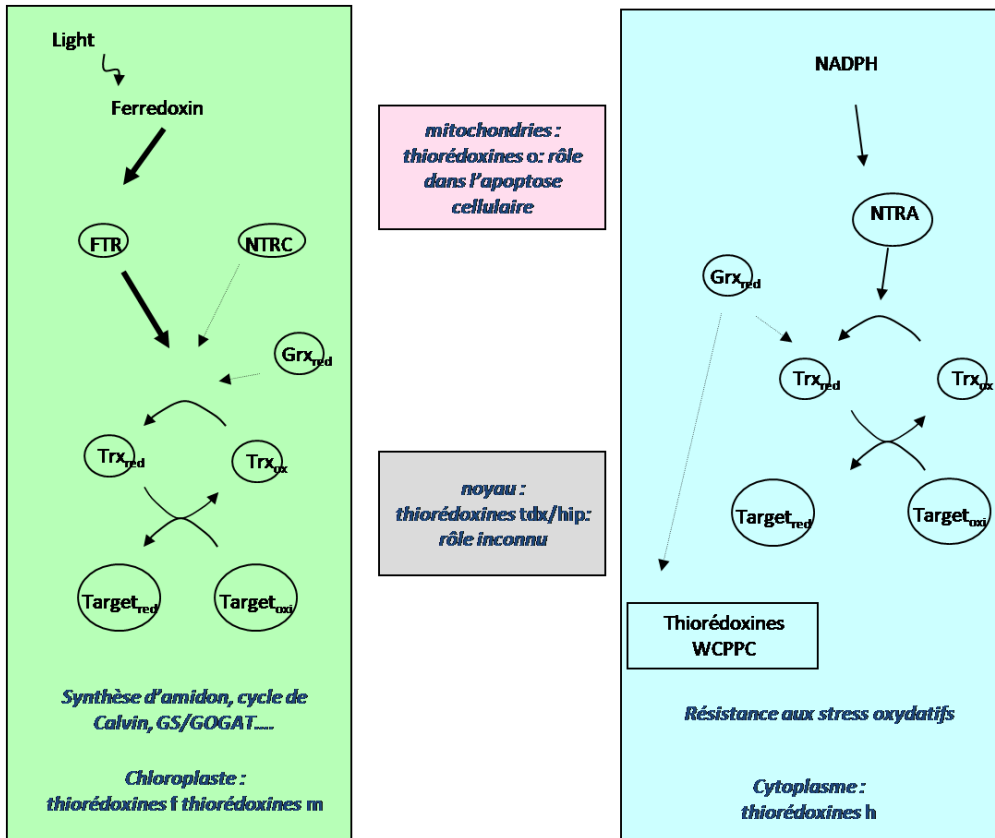 Light
Ferredoxin
FTR
NTRC
Grxred
Trxred
Trxox
Targetred
Targetoxi
Synthèse d'amidon, cycle de
Calvin, GS/GOGAT.....
Chloroplaste :
thiorédoxines f thiorédoxines m
mitochondries :
thiorédoxines o: rôle
dans l'apoptose
cellulaire
noyau :
thiorédoxines tdx/hip:
rôle inconnu
NADPH
NTRA
Grxred
Trxred
Trxox
Targetred
Targetoxi
Thiorédoxines
WCPPC
Résistance aux stress oxydatifs
Cytoplasme :
thiorédoxines h